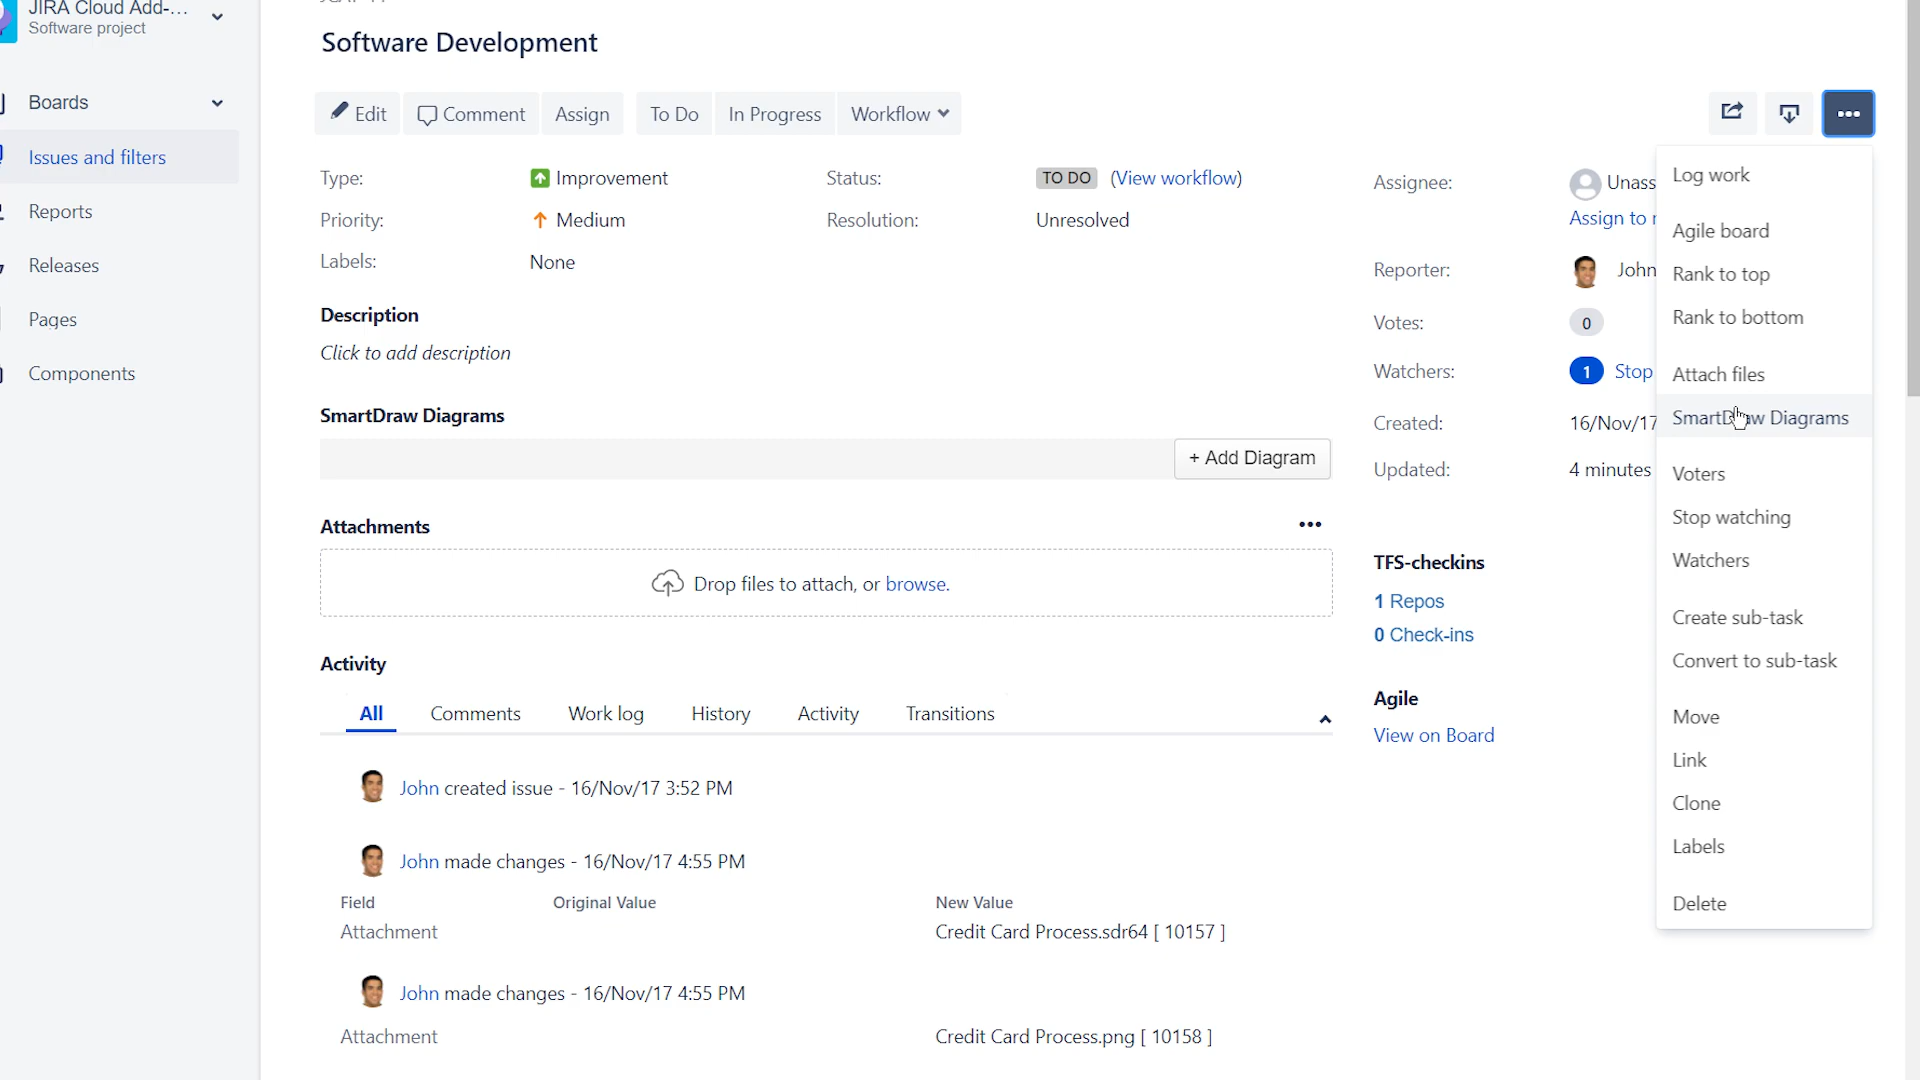 JIRA Cloud Add-...
Software project
Boards
Issues and filters
Reports
Releases
Pages
Components
Software Development
Edit
Comment
Assign
To Do
In Progress
Workflow
Type:
Improvement
Status:
TO DO
(View workflow)
Priority:
Medium
Resolution:
Unresolved
Labels:
None
Description
Click to add description
SmartDraw Diagrams
+ Add Diagram
Attachments
Drop files to attach, or browse.
Activity
All
Comments
Work log
History
Activity
Transitions
John created issue - 16/Nov/17 3:52 PM
John made changes - 16/Nov/17 4:55 PM
Field
Original Value
New Value
Attachment
Credit Card Process.sdr64 [ 10157 ]
John made changes - 16/Nov/17 4:55 PM
Attachment
Credit Card Process.png [ 10158 ]
Assignee:
Unass
Assign to
Reporter:
John
Votes:
0
Watchers:
1
Stop
Created:
16/Nov/17
Updated:
4 minutes
TFS-checkins
1 Repos
0 Check-ins
Agile
View on Board
Log work
Agile board
Rank to top
Rank to bottom
Attach files
SmartDraw Diagrams
Voters
Stop watching
Watchers
Create sub-task
Convert to sub-task
Move
Link
Clone
Labels
Delete